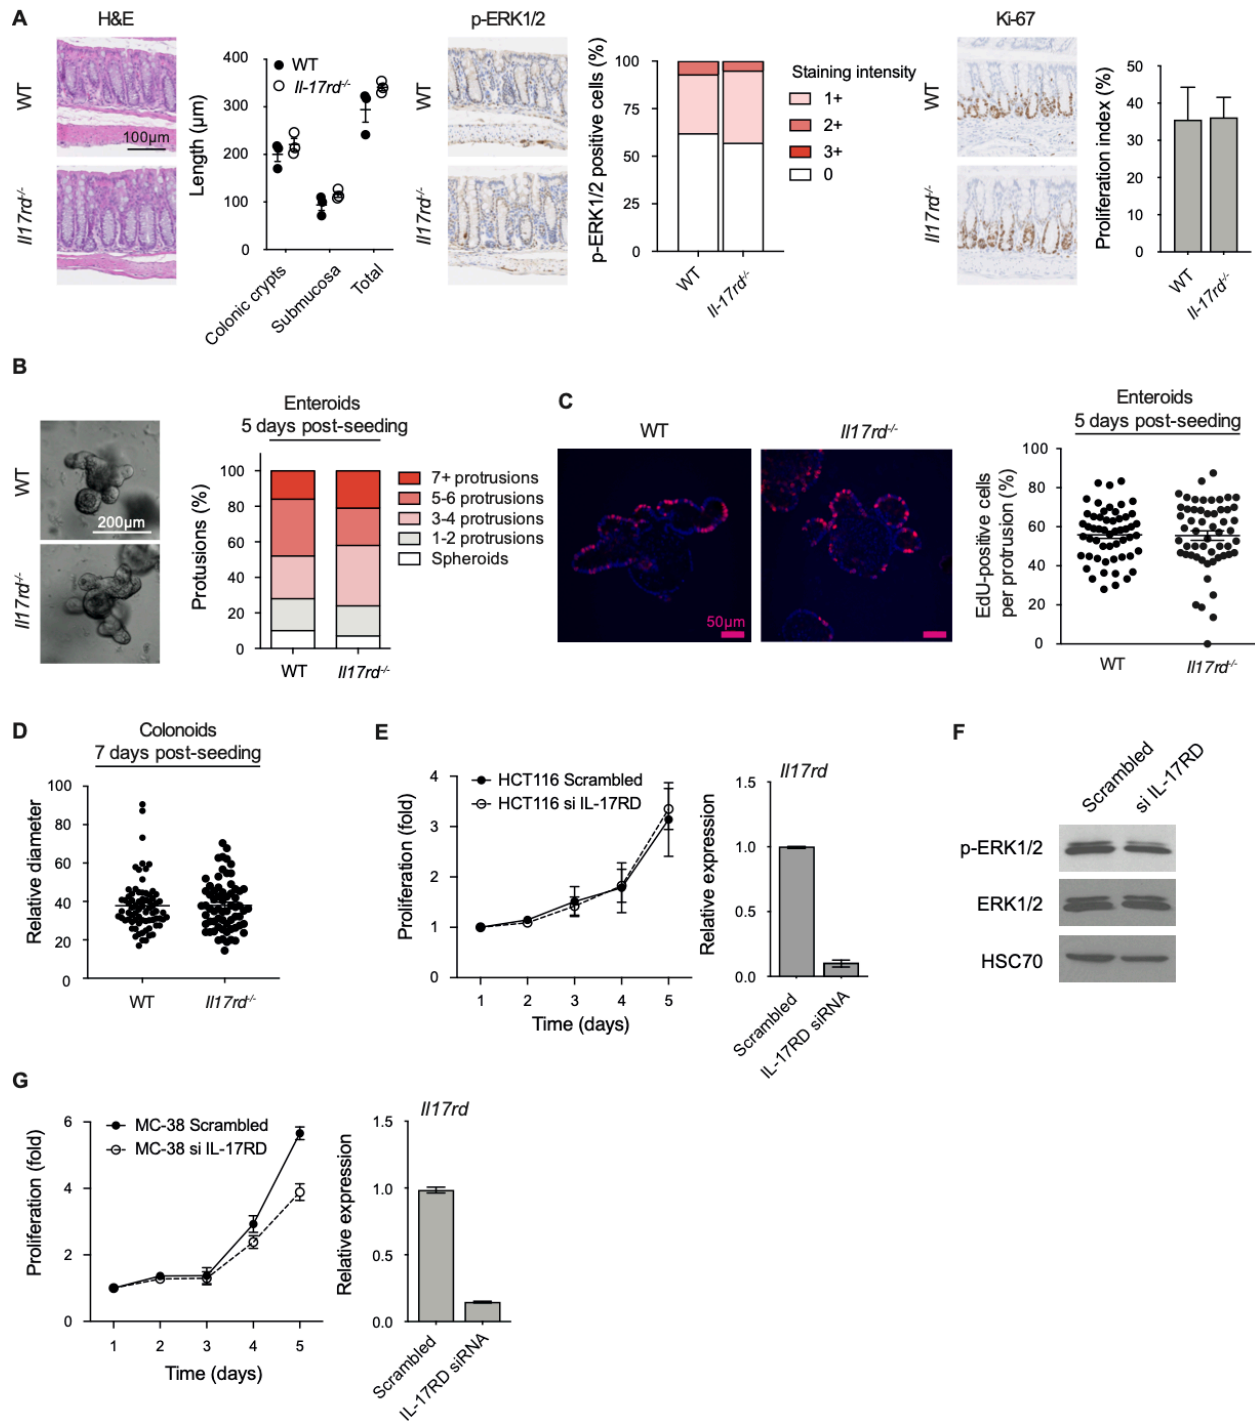 A
H&E
WT
Il17rd-/-
100μm
Length (μm)
400
300
200
100
0
WT
Il-17rd-/-
Colonic crypts
Submucosa
Total
p-ERK1/2
WT
Il17rd-/-
p-ERK1/2 positive cells (%)
100
75
50
25
0
WT
Il-17rd-/-
Staining intensity
1+
2+
3+
0
Ki-67
WT
Il17rd-/-
Proliferation index (%)
50
40
30
20
10
0
WT
Il-17rd-/-
B
WT
Il17rd-/-
200μm
Enteroids
5 days post-seeding
Protusions (%)
100
80
60
40
20
0
WT
Il17rd-/-
7+ protrusions
5-6 protrusions
3-4 protrusions
1-2 protrusions
Spheroids
C
WT
Il17rd-/-
50μm
Enteroids
5 days post-seeding
EdU-positive cells
per protrusion (%)
100
80
60
40
20
0
WT
Il17rd-/-
D
Colonoids
7 days post-seeding
Relative diameter
100
80
60
40
20
0
WT
Il17rd-/-
E
Proliferation (fold)
4
3
2
1
0
HCT116 Scrambled
HCT116 si IL-17RD
1 2 3 4 5
Time (days)
Il17rd
Relative expression
1.5
1.0
0.5
0.0
Scrambled
IL-17RD siRNA
F
Scrambled
si IL-17RD
p-ERK1/2
ERK1/2
HSC70
G
Proliferation (fold)
6
4
2
0
MC-38 Scrambled
MC-38 si IL-17RD
1 2 3 4 5
Time (days)
Il17rd
Relative expression
1.5
1.0
0.5
0.0
Scrambled
IL-17RD siRNA